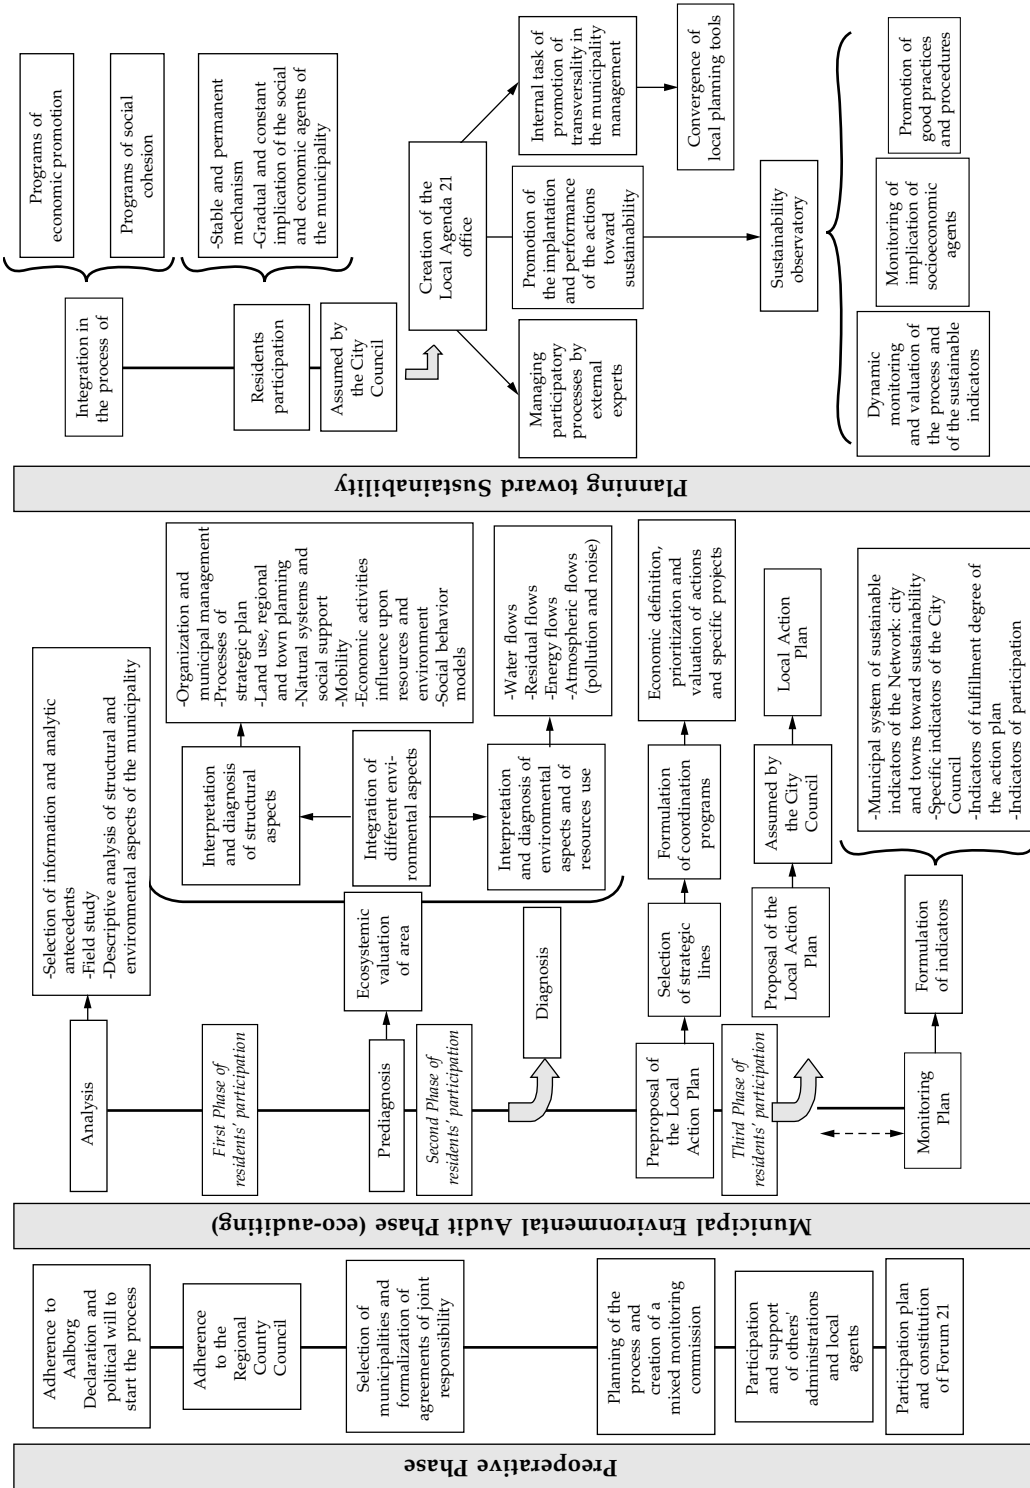 Preoperative Phase
Adherence to
Aalborg
Declaration and
political will to
start the process
Adherence
to the
Regional
County
Council
Selection of
municipalities and
formalization of
agreements of joint
responsibility
Planning of the
process and
creation of a
mixed monitoring
commission
Participation
and support
of others'
administrations
and local
agents
Participation plan
and constitution
of Forum 21
Municipal Environmental Audit Phase (eco-auditing)
Analysis
-Selection of information and analytic
antecedents
-Field study
-Descriptive analysis of structural and
environmental aspects of the municipality
First Phase of
residents' participation
Prediagnosis
Ecosystemic
valuation
of area
Interpretation
and diagnosis
of structural
aspects
-Organization and
municipal management
-Processes of
strategic plan
-Land use, regional
and town planning
-Natural systems and
social support
-Mobility
-Economic activities
influence upon
resources and
environment
-Social behavior
models
Integration of
different envi-
ronmental aspects
Interpretation
and diagnosis of
environmental
aspects and of
resources use
-Water flows
-Residual flows
-Energy flows
-Atmospheric flows
(pollution and noise)
Second Phase of
residents' participation
Diagnosis
Preproposal of
the Local
Action Plan
Selection
of strategic
lines
Formulation
of coordination
programs
Economic definition,
prioritization and
valuation of actions
and specific projects
Third Phase of
residents' participation
Proposal of the
Local Action
Plan
Assumed by
the City
Council
Local Action
Plan
Monitoring
Plan
Formulation
of indicators
-Municipal system of sustainable
indicators of the Network: city
and towns toward sustainability
-Specific indicators of the City
Council
-Indicators of fulfillment degree of
the action plan
-Indicators of participation
Planning toward Sustainability
Integration in
the process of
Programs of
economic promotion
Programs of social
cohesion
Residents
participation
-Stable and permanent
mechanism
-Gradual and constant
implication of the social
and economic agents of
the municipality
Assumed by
the City
Council
Creation of the
Local Agenda 21
office
Managing
participatory
processes by
external
experts
Promotion of
the implantation
and performance
of the actions
toward
sustainability
Internal task of
promotion of
transversality in
the municipality
management
Convergence of
local planning tools
Sustainability
observatory
Dynamic
monitoring
and valuation of
the process and
of the sustainable
indicators
Monitoring of
implication of
socioeconomic
agents
Promotion of
good practices
and procedures